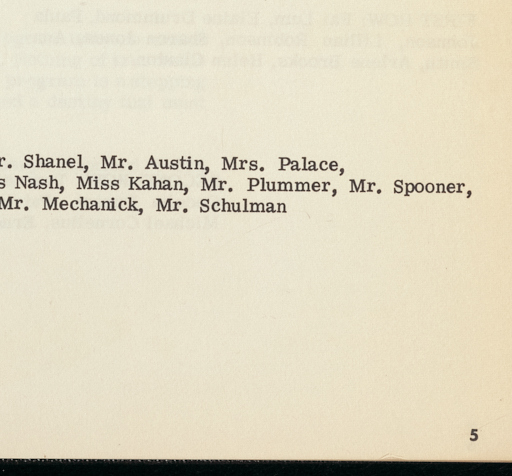 r. Shanel, Mr. Austin, Mrs. Palace,
s Nash, Miss Kahan, Mr. Plummer, Mr. Spooner,
Mr. Mechanick, Mr. Schulman
5